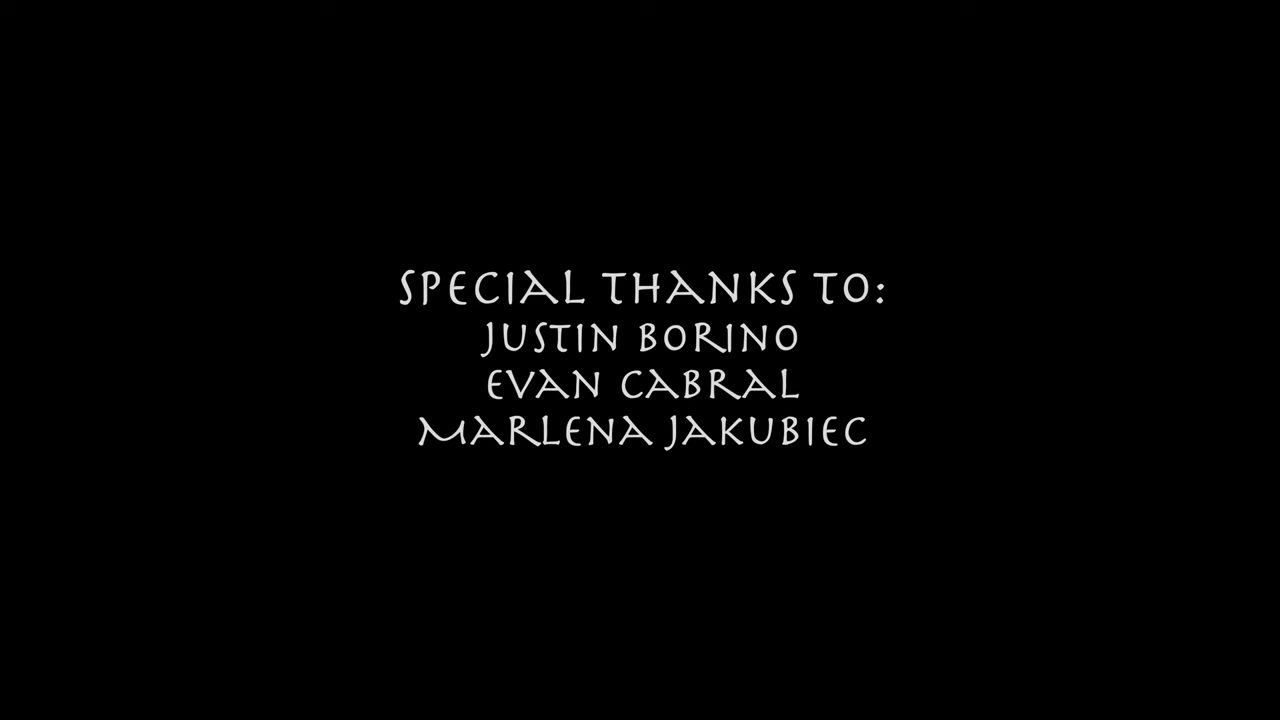 SPECIAL THANKS TO:
JUSTIN BORINO
EVAN CABRAL
MARLENA JAKUBIEC